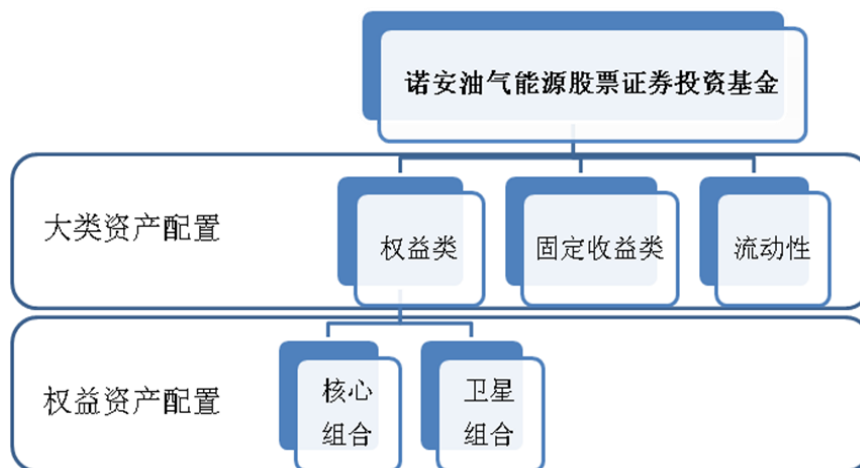 诺安油气能源股票证券投资基金
大类资产配置
权益类
固定收益类
流动性
权益资产配置
核心
组合
卫星
组合